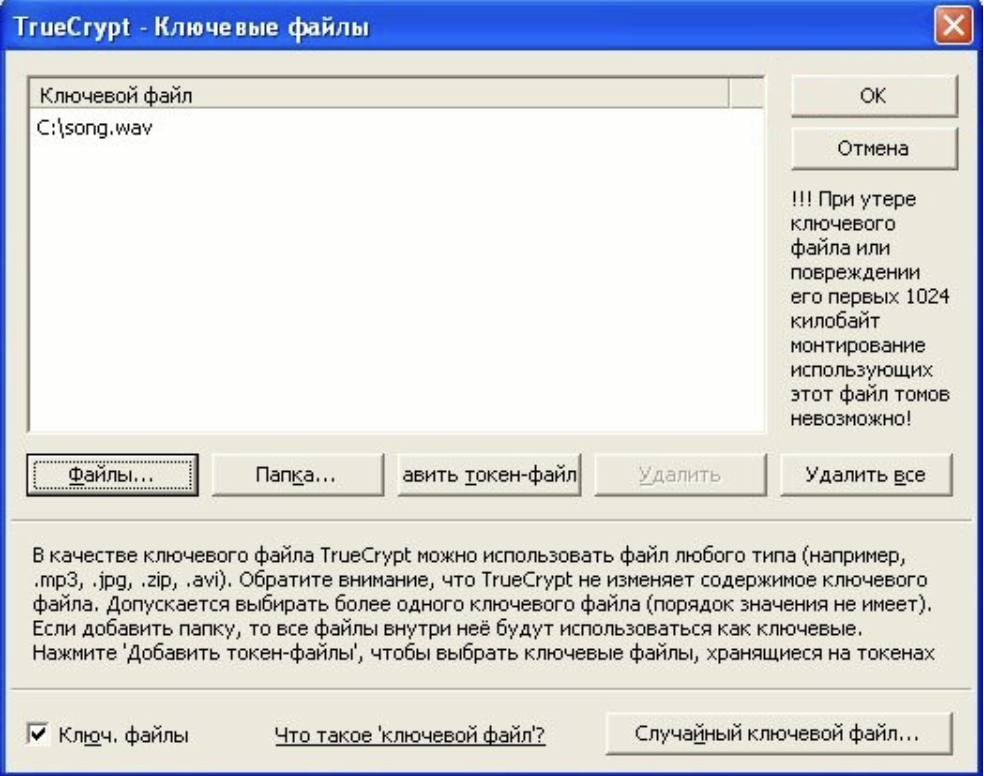 TrueCrypt - Ключевые файлы
Ключевой файл
C:\song.wav
OK
Отмена
!!! При утере
ключевого
файла или
повреждении
его первых 1024
килобайт
монтирование
использующих
этот файл томов
невозможно!
Файлы...
Папка...
авить токен-файл
Удалить
Удалить все
В качестве ключевого файла TrueCrypt можно использовать файл любого типа (например,
.mp3, .jpg, .zip, .avi). Обратите внимание, что TrueCrypt не изменяет содержимое ключевого
файла. Допускается выбирать более одного ключевого файла (порядок значения не имеет).
Если добавить папку, то все файлы внутри неё будут использоваться как ключевые.
Нажмите 'Добавить токен-файлы', чтобы выбрать ключевые файлы, хранящиеся на токенах
Ключ. файлы
Что такое 'ключевой файл'?
Случайный ключевой файл...